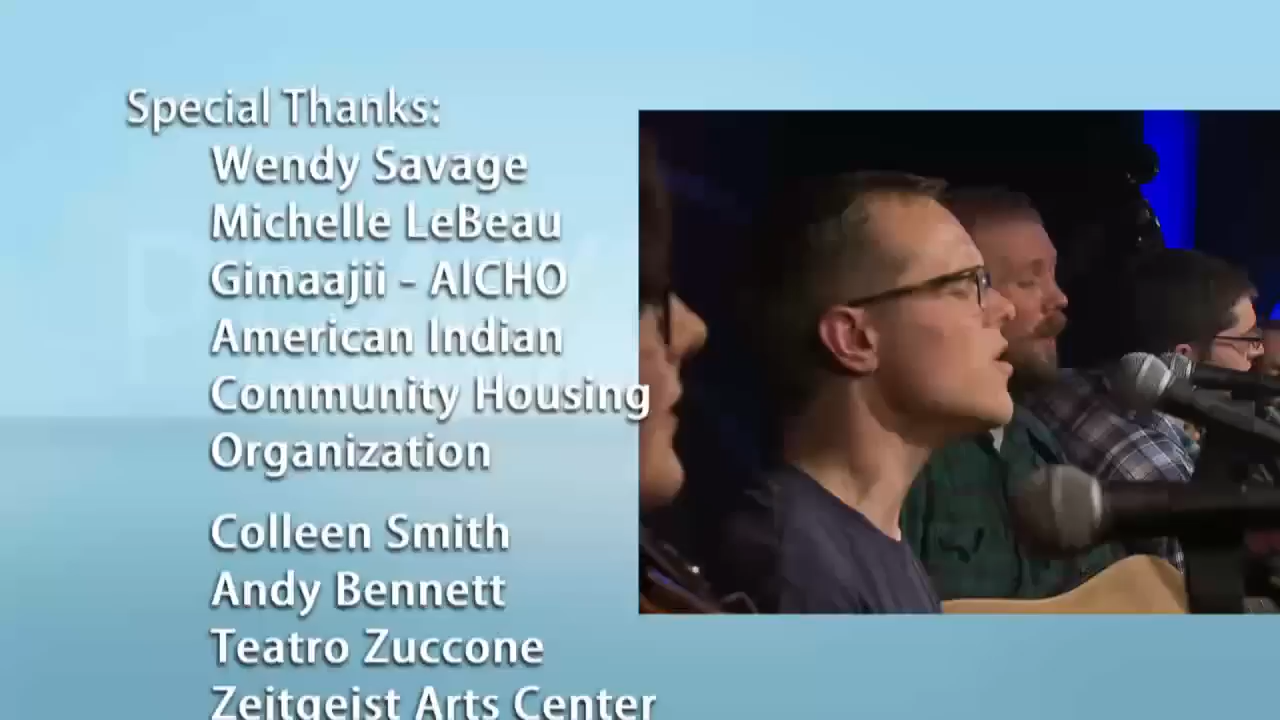 Special Thanks:
Wendy Savage
Michelle LeBeau
Gimaajii - AICHO
American Indian
Community Housing
Organization
Colleen Smith
Andy Bennett
Teatro Zuccone
Zeitgeist Arts Center